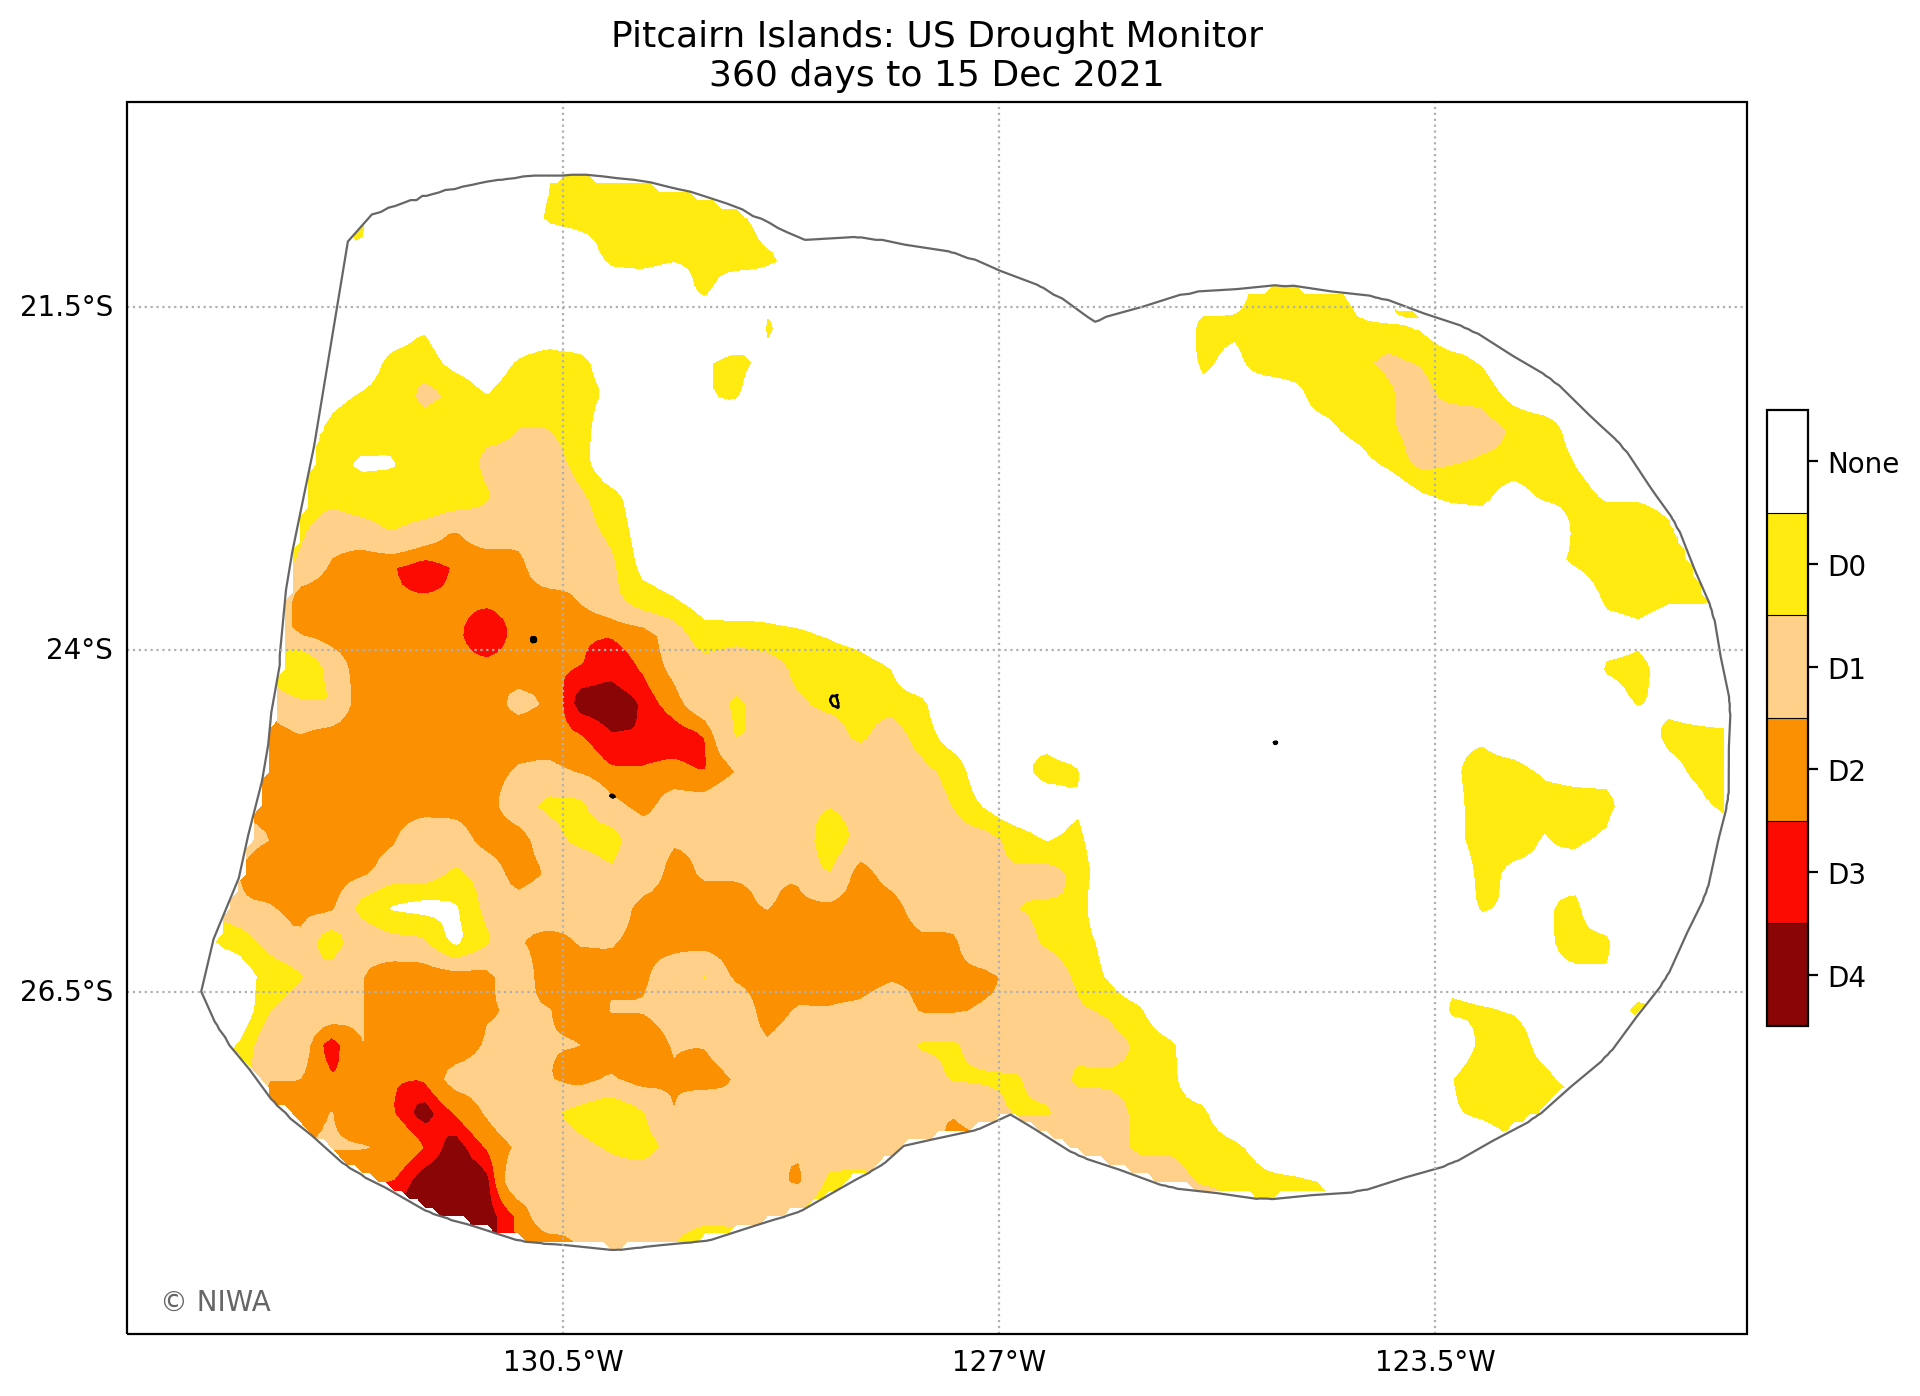 Pitcairn Islands: US Drought Monitor
360 days to 15 Dec 2021
21.5°S
24°S
26.5°S
130.5°W
127°W
123.5°W
None
D0
D1
D2
D3
D4
© NIWA